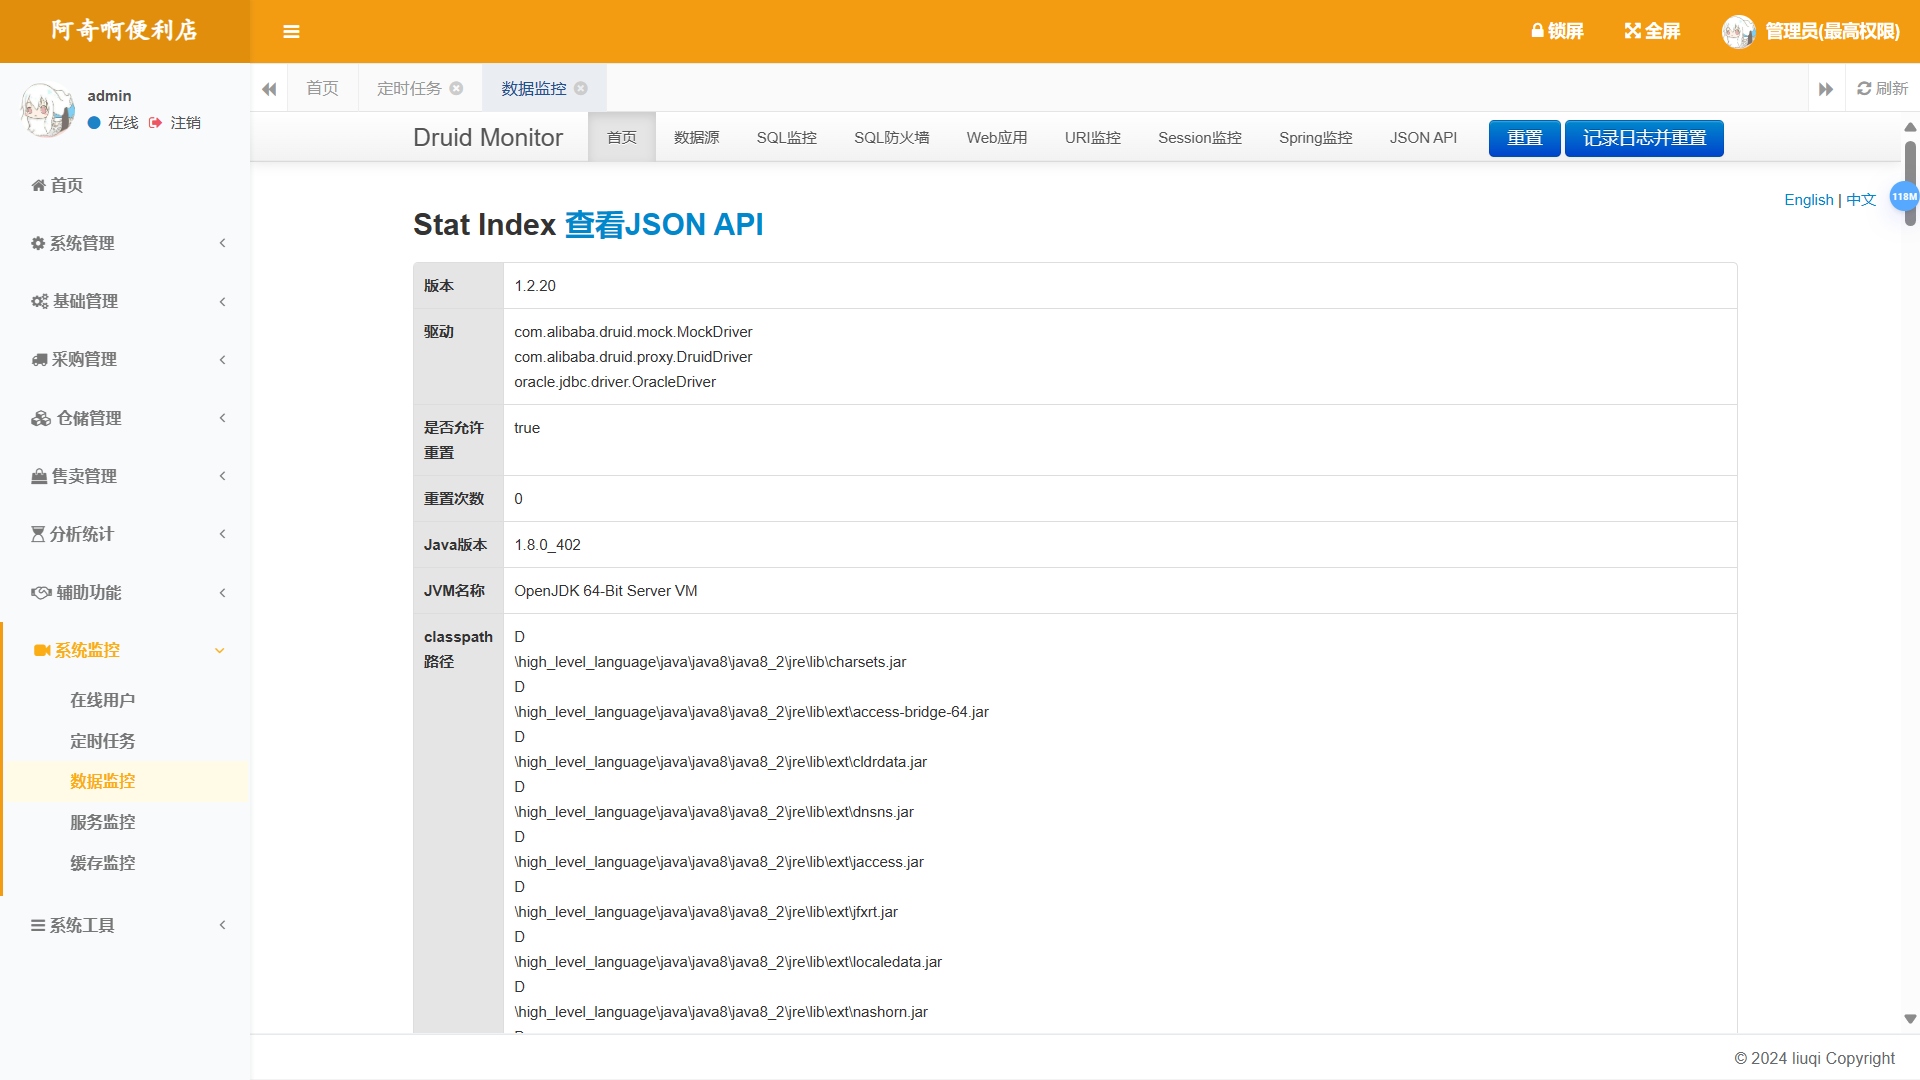 阿奇啊便利店
锁屏
全屏
管理员(最高权限)
admin
在线
注销
首页
系统管理
基础管理
采购管理
仓储管理
售卖管理
分析统计
辅助功能
系统监控
在线用户
定时任务
数据监控
服务监控
缓存监控
系统工具
首页
定时任务
数据监控
刷新
Druid Monitor
首页
数据源
SQL监控
SQL防火墙
Web应用
URI监控
Session监控
Spring监控
JSON API
重置
记录日志并重置
English | 中文
118M
Stat Index 查看JSON API
版本
1.2.20
驱动
com.alibaba.druid.mock.MockDriver
com.alibaba.druid.proxy.DruidDriver
oracle.jdbc.driver.OracleDriver
是否允许
重置
true
重置次数
0
Java版本
1.8.0_402
JVM名称
OpenJDK 64-Bit Server VM
classpath
路径
D
\high_level_language\java\java8\java8_2\jre\lib\charsets.jar
D
\high_level_language\java\java8\java8_2\jre\lib\ext\access-bridge-64.jar
D
\high_level_language\java\java8\java8_2\jre\lib\ext\cldrdata.jar
D
\high_level_language\java\java8\java8_2\jre\lib\ext\dnsns.jar
D
\high_level_language\java\java8\java8_2\jre\lib\ext\jaccess.jar
D
\high_level_language\java\java8\java8_2\jre\lib\ext\jfxrt.jar
D
\high_level_language\java\java8\java8_2\jre\lib\ext\localedata.jar
D
\high_level_language\java\java8\java8_2\jre\lib\ext\nashorn.jar
© 2024 liuqi Copyright